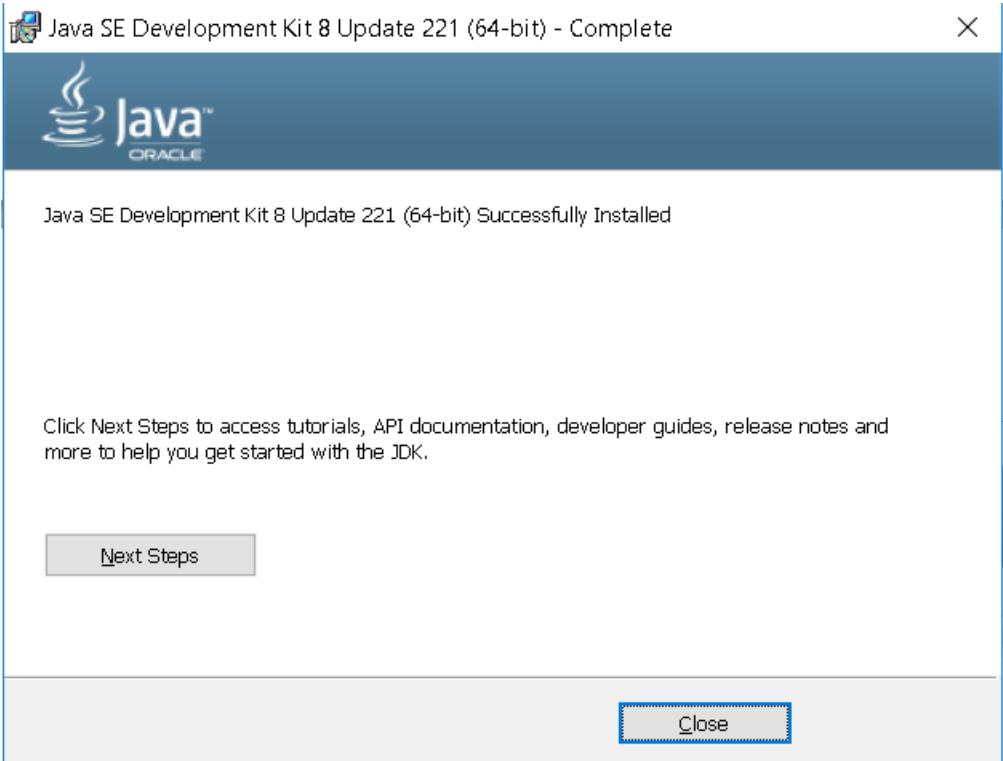 Java SE Development Kit 8 Update 221 (64-bit) - Complete
Java™
ORACLE
Java SE Development Kit 8 Update 221 (64-bit) Successfully Installed
Click Next Steps to access tutorials, API documentation, developer guides, release notes and
more to help you get started with the JDK.
Next Steps
Close